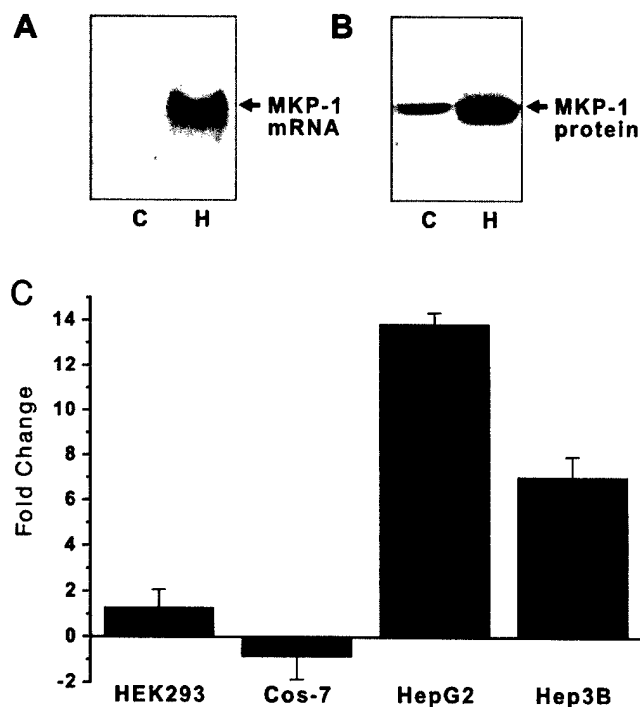 A
MKP-1
mRNA
C H
B
MKP-1
protein
C H
C
Fold Change
14
12
10
8
6
4
2
0
-2
HEK293 Cos-7 HepG2 Hep3B